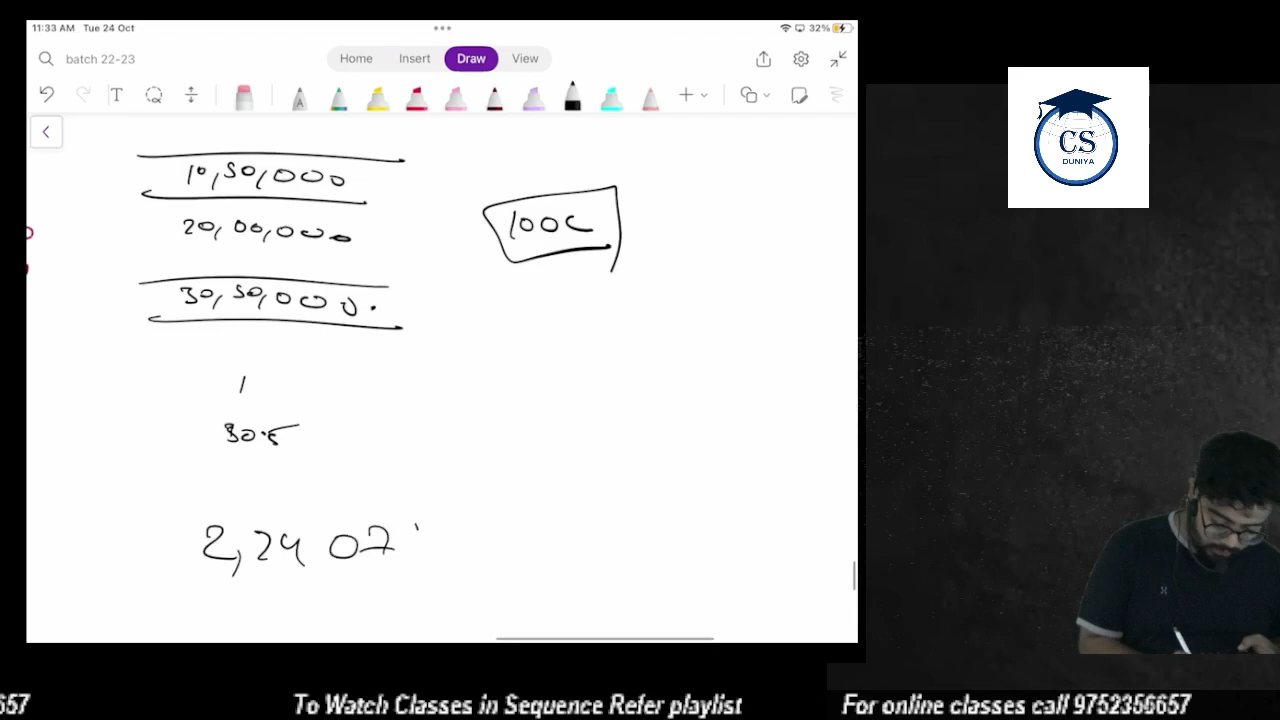 11:33 AM Tue 24 Oct
32%
batch 22-23
Home Insert Draw View
T
A
10,50,000
20,00,000
30,50,000.
100C
1
30.5
2,24 07
CS
DUNIYA
657 To Watch Classes in Sequence Refer playlist For online classes call 9752356657